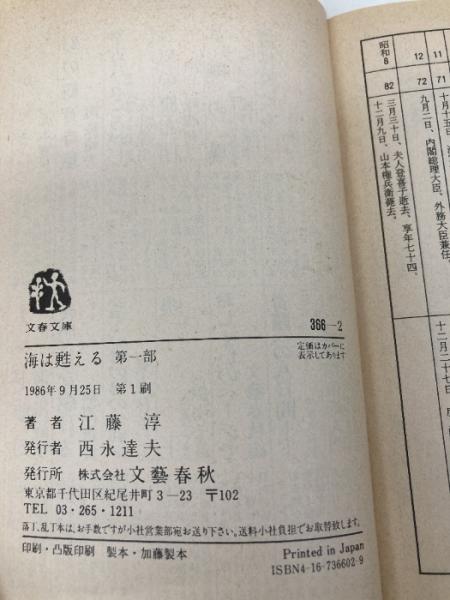 文春文庫
366-2
海は甦える 第一部
定価はカバーに
表示してあります
1986年9月25日 第1刷
著者 江藤淳
発行者 西永達夫
発行所 株式会社 文藝春秋
東京都千代田区紀尾井町3-23 〒102
TEL 03・265・1211
落丁、乱丁本は、お手数ですが小社営業部宛お送り下さい。送料小社負担でお取替致します。
印刷・凸版印刷 製本・加藤製本
Printed in Japan
ISBN4-16-736602-9
11
71
十月十五日、
12
72
九月二日、内閣総理大臣、外務大臣兼任。
十二月二十七日、
昭和8
82
三月三十日、夫人登喜子逝去、享年七十四。
十二月九日、山本権兵衛薨去。